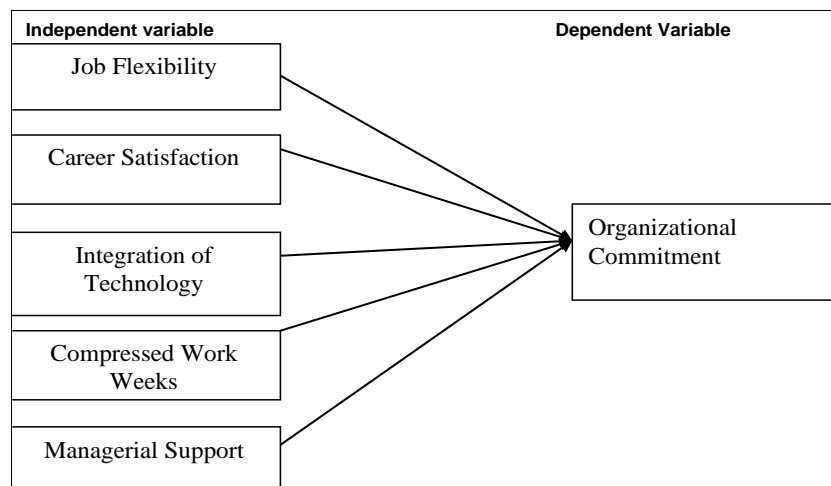 Independent variable
Dependent Variable
Job Flexibility
Career Satisfaction
Integration of
Technology
Compressed Work
Weeks
Managerial Support
Organizational
Commitment